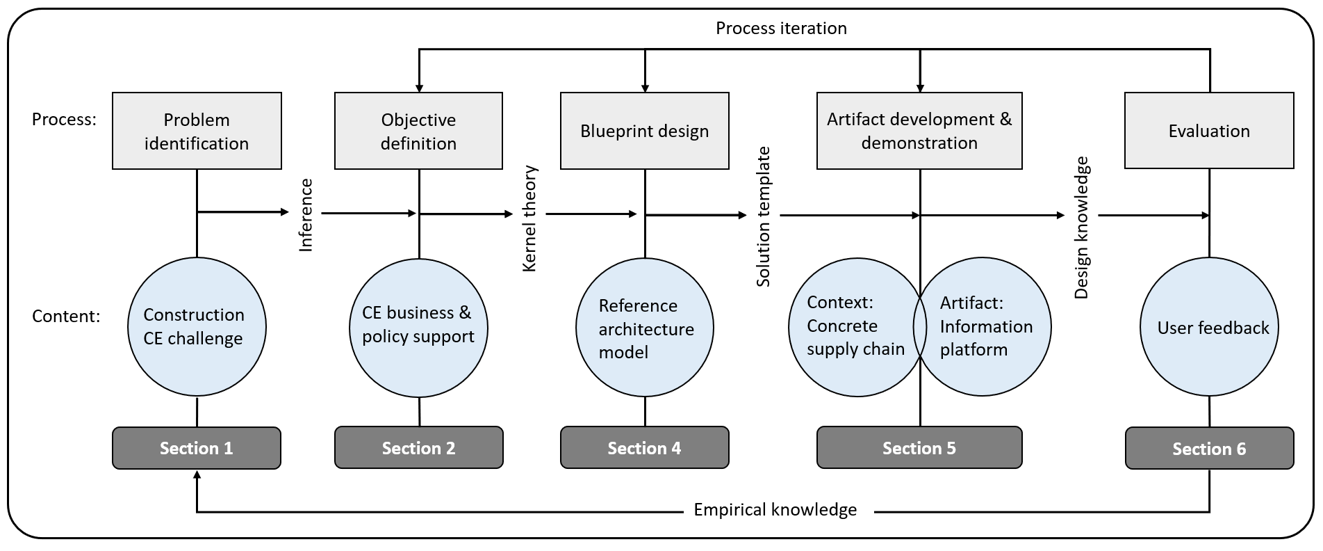 Process iteration
Process:
Problem
identification
Objective
definition
Blueprint design
Artifact development &
demonstration
Evaluation
Inference
Kernel theory
Solution template
Design knowledge
Content:
Construction
CE challenge
CE business &
policy support
Reference
architecture
model
Context:
Concrete
supply chain
Artifact:
Information
platform
User feedback
Section 1
Section 2
Section 4
Section 5
Section 6
Empirical knowledge